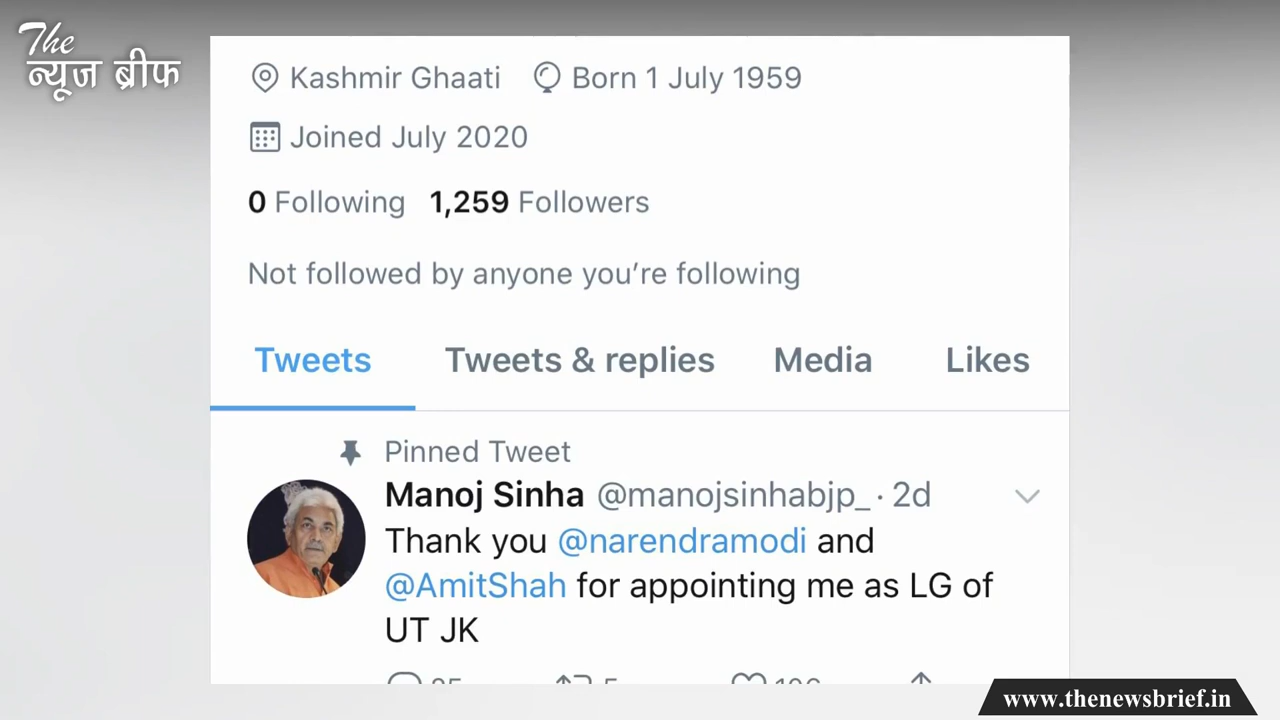 The
न्यूज ब्रीफ
Kashmir Ghaati Born 1 July 1959
Joined July 2020
0 Following 1,259 Followers
Not followed by anyone you're following
Tweets Tweets & replies Media Likes
Pinned Tweet
Manoj Sinha @manojsinhabjp_ · 2d
Thank you @narendramodi and
@AmitShah for appointing me as LG of
UT JK
www.thenewsbrief.in